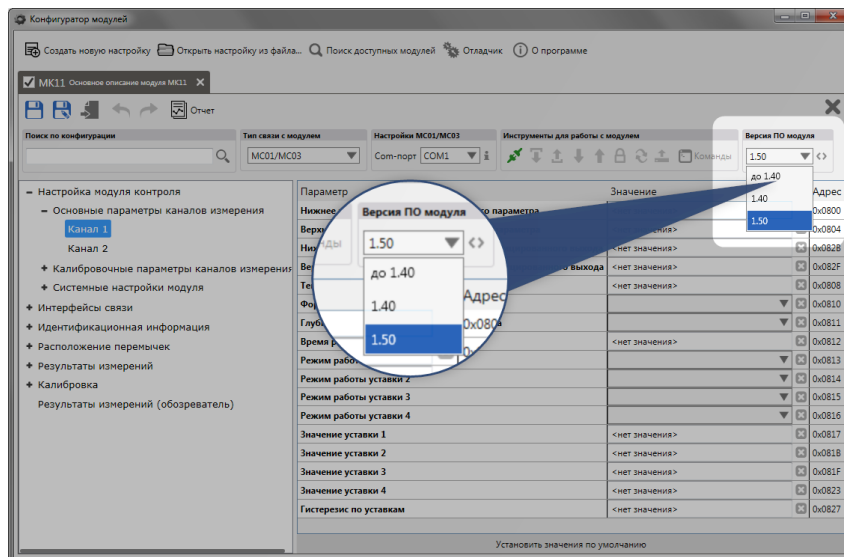 Конфигуратор модулей
Создать новую настройку Открыть настройку из файла... Поиск доступных модулей Отладчик О программе
МК11 Основное описание модуля МК11
Отчет
Поиск по конфигурации Тип связи с модулем Настройки МС01/МС03 Инструменты для работы с модулем Версия ПО модуля
МС01/МС03 Com-порт COM1 Команды 1.50
до 1.40
1.40
1.50
Настройка модуля контроля
Основные параметры каналов измерения
Канал 1
Канал 2
Калибровочные параметры каналов измерения
Системные настройки модуля
Интерфейсы связи
Идентификационная информация
Расположение перемычек
Результаты измерений
Калибровка
Результаты измерений (обозреватель)
Версия ПО модуля
1.50
до 1.40
1.40
1.50
Адрес
Параметр Значение Адрес
Нижнее параметра 0x0800
0x0804
<нет значения> 0x082B
выхода <нет значения> 0x082F
<нет значения> 0x0808
0x0810
0x0811
Время <нет значения> 0x0812
Режим работы 0x0813
Режим работы уставки 2 0x0814
Режим работы уставки 3 0x0815
Режим работы уставки 4 0x0816
Значение уставки 1 <нет значения> 0x0817
Значение уставки 2 <нет значения> 0x081B
Значение уставки 3 <нет значения> 0x081F
Значение уставки 4 <нет значения> 0x0823
Гистерезис по уставкам <нет значения> 0x0827
Установить значения по умолчанию